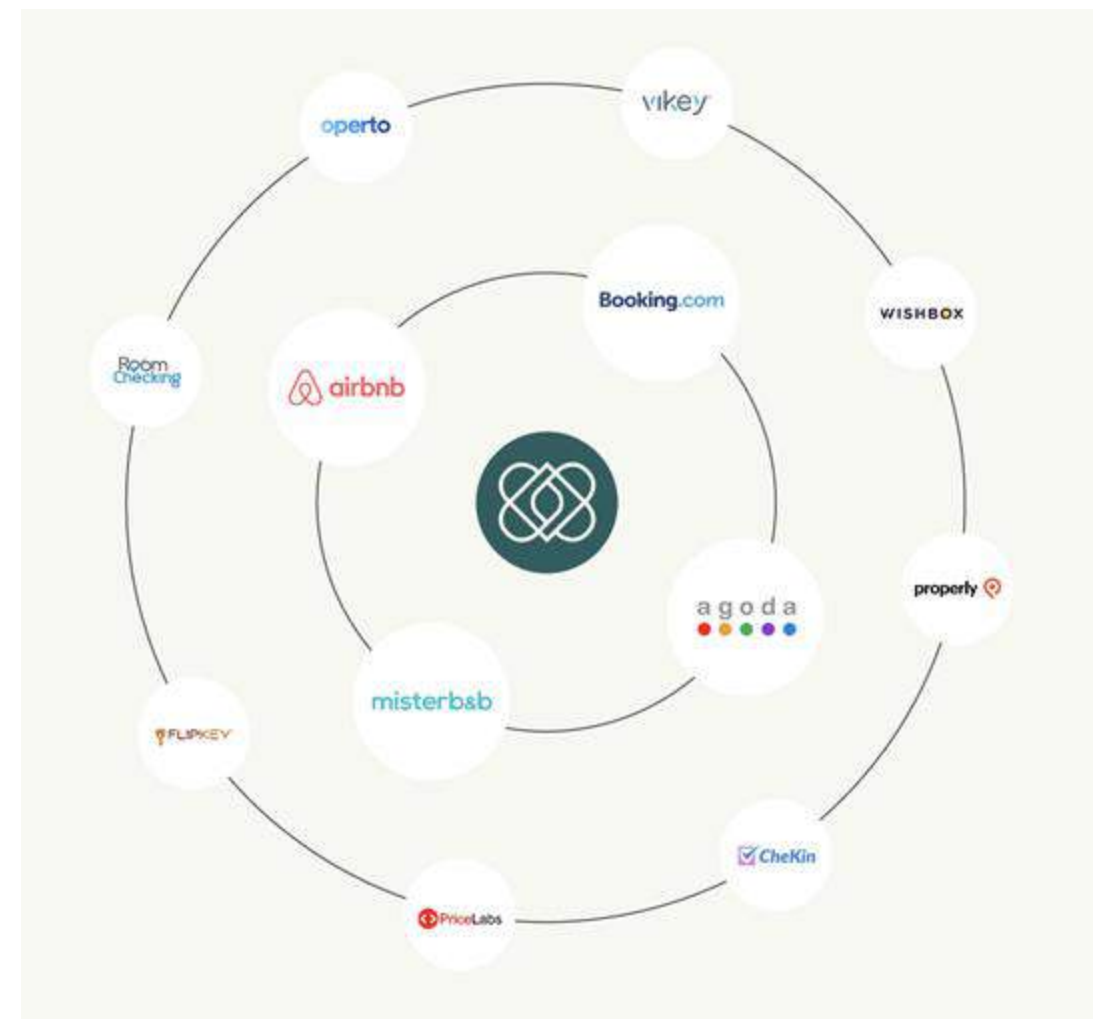 vikey
operto
Booking.com
WISHBOX
Room
Checking
airbnb
properly
agoda
misterb&b
FLIPKEY
CheKin
PriceLabs